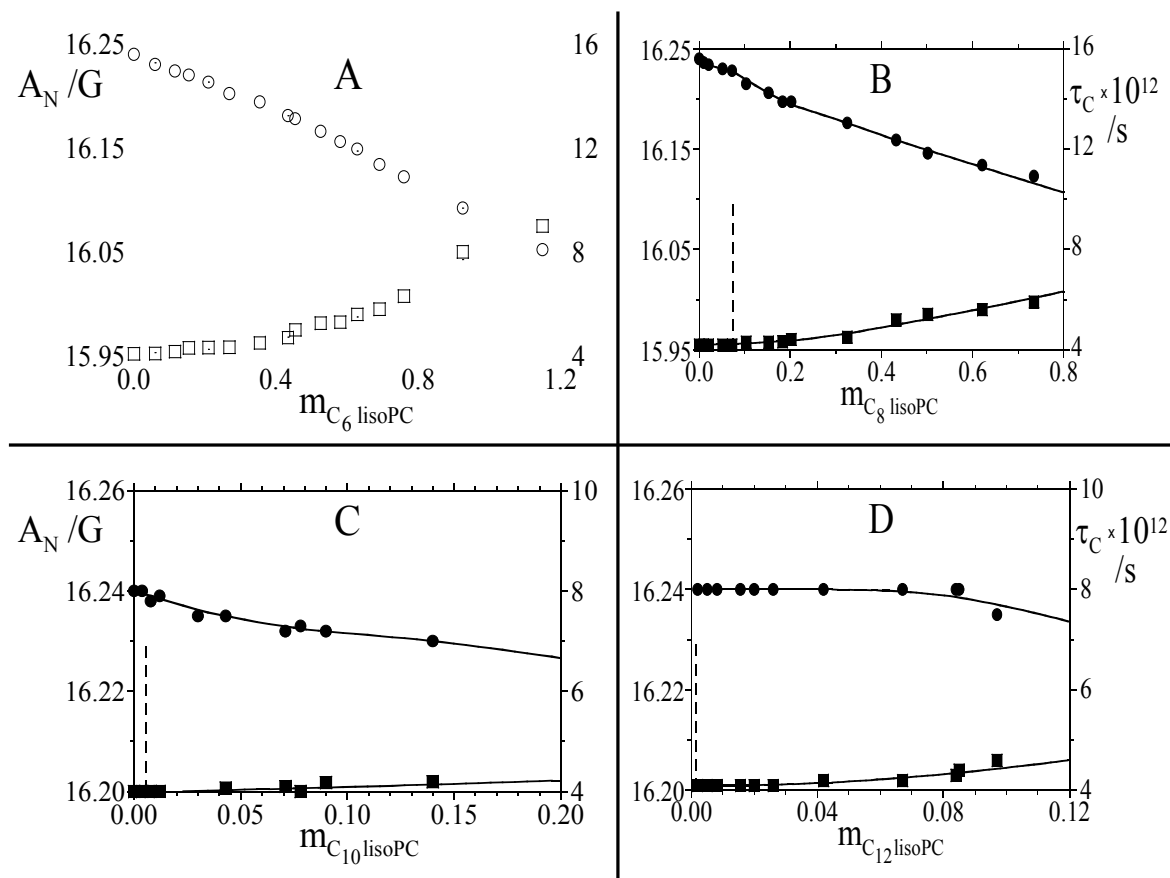 A
A_N /G
16.25
16.15
16.05
15.95
16
12
8
4
0.0 0.4 0.8 1.2
m_C6 lisoPC
B
τ_C ×10^12
/s
16.25
16.15
16.05
15.95
16
12
8
4
0.0 0.2 0.4 0.6 0.8
m_C8 lisoPC
C
A_N /G
16.26
16.24
16.22
16.20
10
8
6
4
0.00 0.05 0.10 0.15 0.20
m_C10 lisoPC
D
τ_C ×10^12
/s
16.26
16.24
16.22
16.20
10
8
6
4
0.00 0.04 0.08 0.12
m_C12 lisoPC